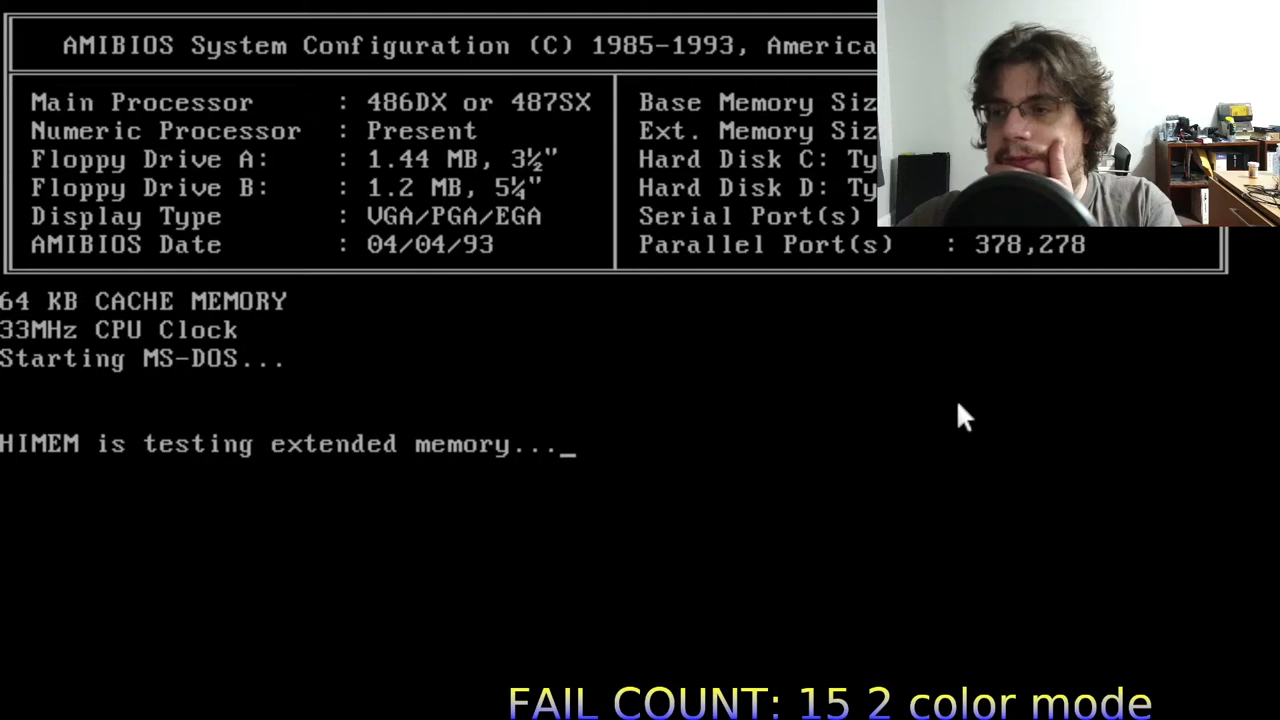 AMIBIOS System Configuration (C) 1985-1993, America
Main Processor : 486DX or 487SX
Numeric Processor : Present
Floppy Drive A: : 1.44 MB, 3½"
Floppy Drive B: : 1.2 MB, 5¼"
Display Type : VGA/PGA/EGA
AMIBIOS Date : 04/04/93
Base Memory Siz
Ext. Memory Siz
Hard Disk C: Ty
Hard Disk D: Ty
Serial Port(s)
Parallel Port(s) : 378,278
64 KB CACHE MEMORY
33MHz CPU Clock
Starting MS-DOS...
HIMEM is testing extended memory..._
FAIL COUNT: 15 2 color mode